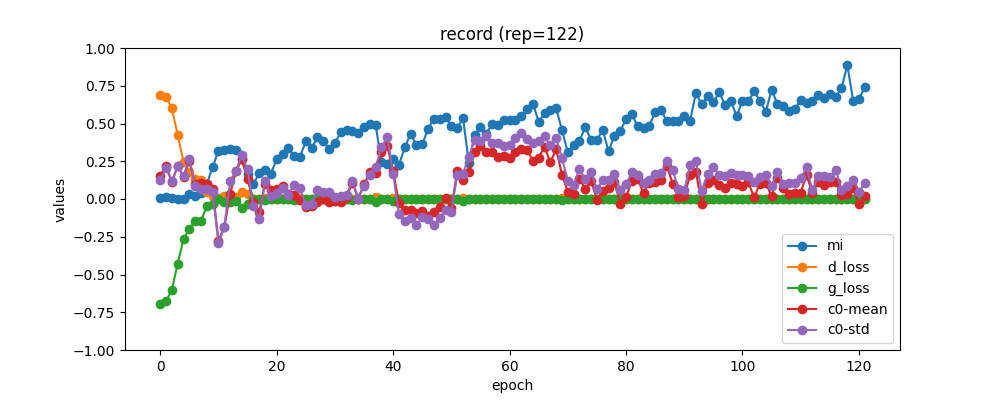 record (rep=122)
1.00
0.75
0.50
0.25
0.00
−0.25
−0.50
−0.75
−1.00
values
0 20 40 60 80 100 120
epoch
mi
d_loss
g_loss
c0-mean
c0-std